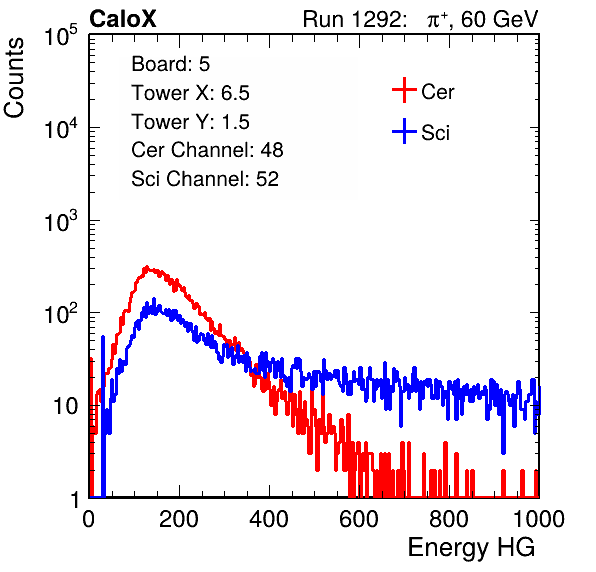 CaloX Run 1292: π⁺, 60 GeV
Counts
10⁵
10⁴
10³
10²
10
1
Board: 5
Tower X: 6.5
Tower Y: 1.5
Cer Channel: 48
Sci Channel: 52
Cer
Sci
0 200 400 600 800 1000
Energy HG